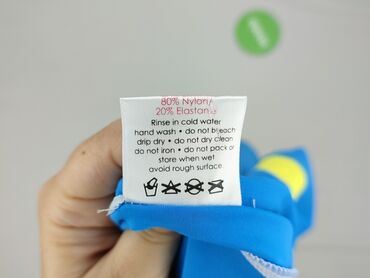 80% Nylon/
20% Elastane
Rinse in cold water
hand wash • do not bleach
drip dry • do not dry clean
do not iron • do not pack or
store when wet
avoid rough surface